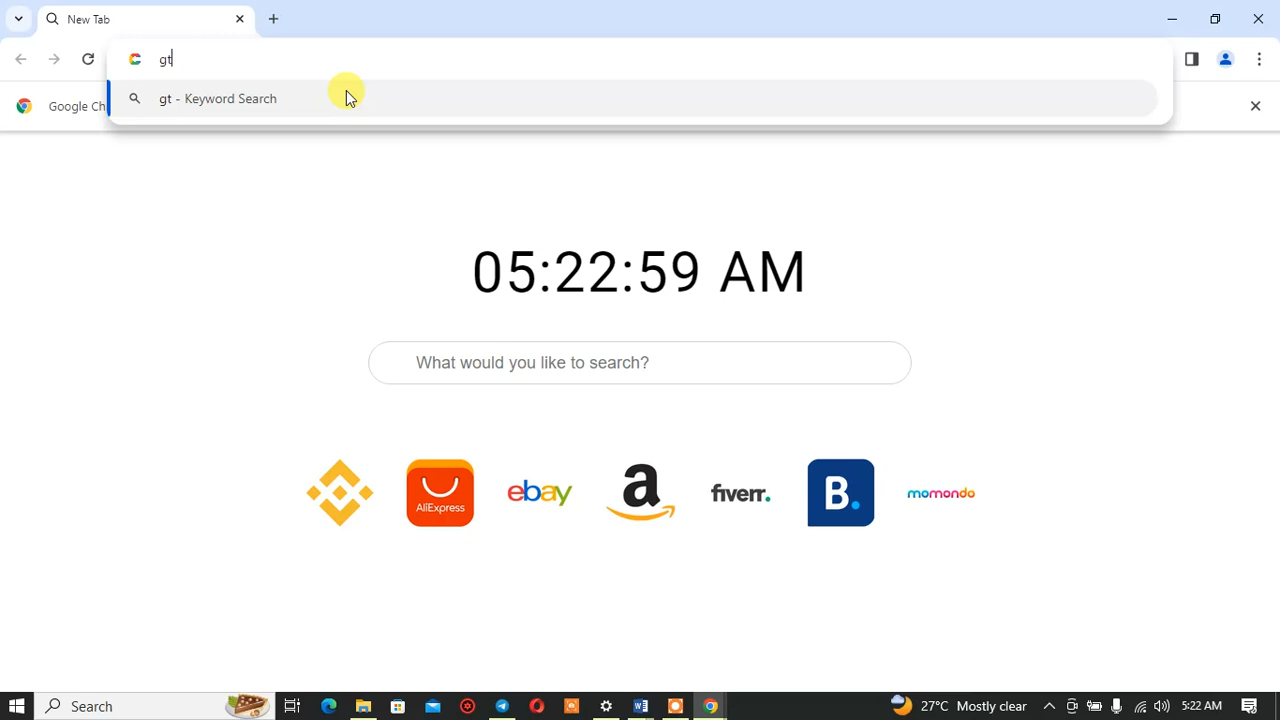 New Tab
gt
gt - Keyword Search
Google Ch
05:22:59 AM
What would you like to search?
AliExpress
ebay
a
fiverr.
B.
momondo
Search
27°C Mostly clear
5:22 AM